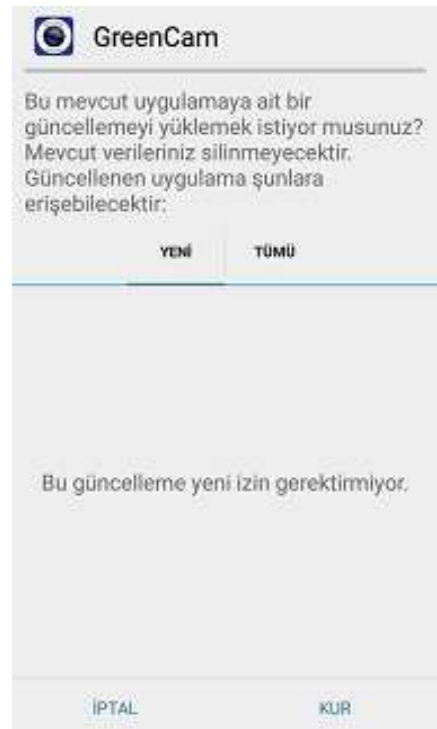 GreenCam
Bu mevcut uygulamaya ait bir
güncellemeyi yüklemek istiyor musunuz?
Mevcut verileriniz silinmeyecektir.
Güncellenen uygulama şunlara
erişebilecektir:
YENİ TÜMÜ
Bu güncelleme yeni izin gerektirmiyor.
İPTAL KUR